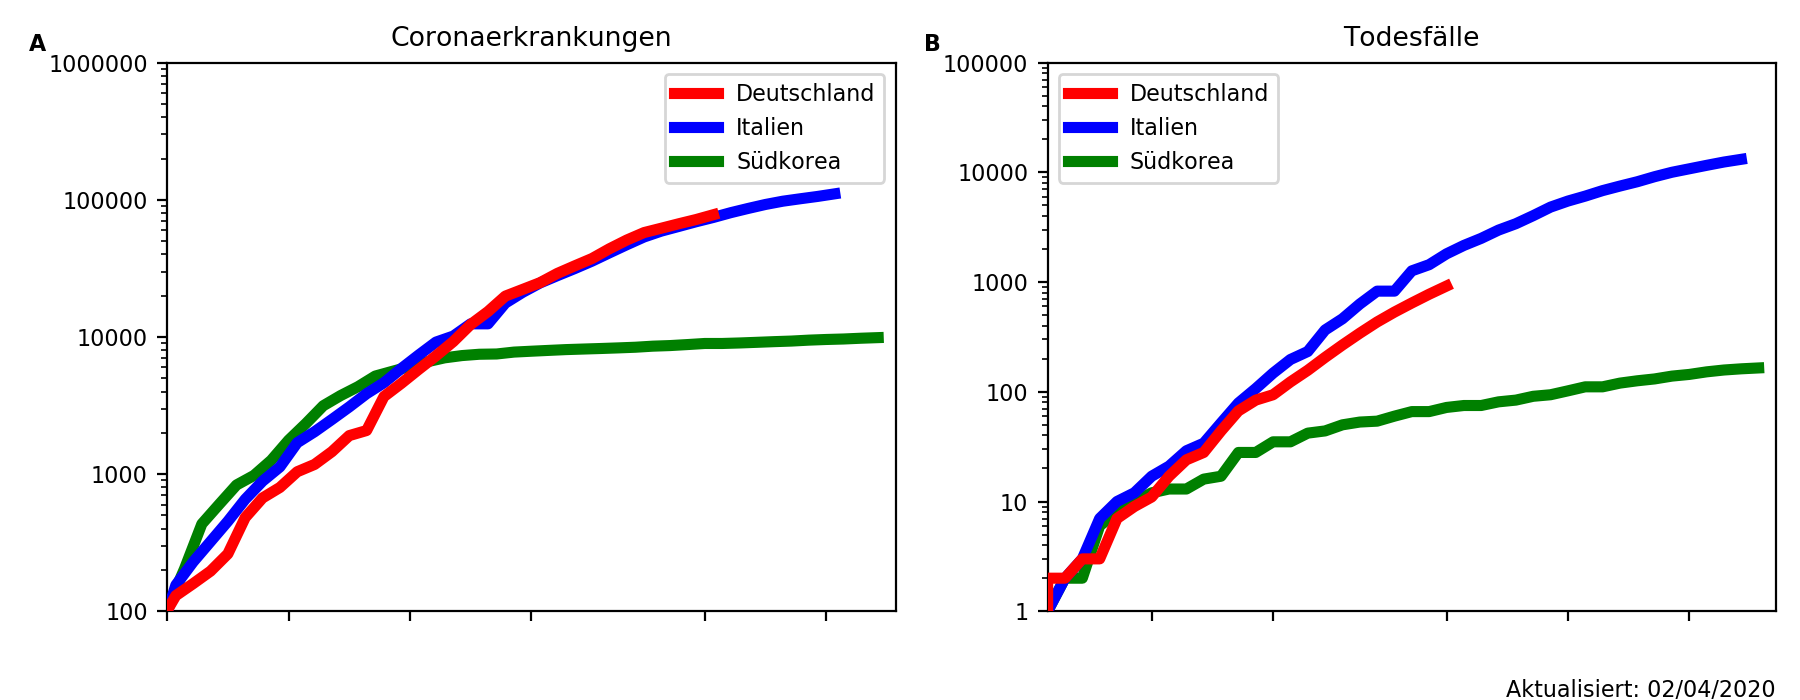 A
Coronaerkrankungen
1000000
100000
10000
1000
100
Deutschland
Italien
Südkorea
B
Todesfälle
100000
10000
1000
100
10
1
Deutschland
Italien
Südkorea
Aktualisiert: 02/04/2020